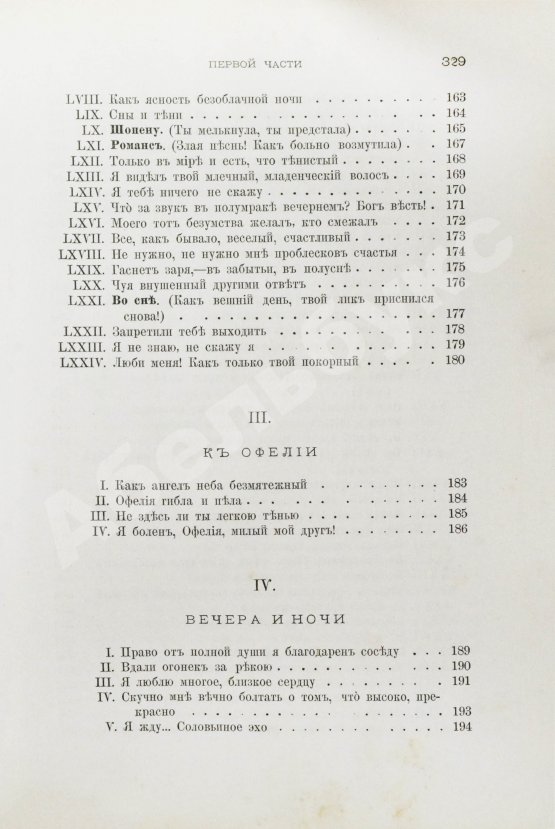 ПЕРВОЙ ЧАСТИ 329
LVIII. Какъ ясность безоблачной ночи . . . . . . . . . 163
LIX. Сны и тѣни . . . . . . . . . . . . . . 164
LX. Шопену. (Ты мелькнула, ты предстала) . . . . . . 165
LXI. Романсъ. (Злая пѣснь! Какъ больно возмутила) . . 167
LXII. Только въ мірѣ и есть, что тѣнистый . . . . . . 168
LXIII. Я видѣлъ твой млечный, младенческій волосъ . . . . 169
LXIV. Я тебѣ ничего не скажу . . . . . . . . . . 170
LXV. Что̀ за звукъ въ полумракѣ вечернемъ? Богъ вѣсть! . 171
LXVI. Моего тотъ безумства желалъ, кто смежалъ . . . . 172
LXVII. Все, какъ бывало, веселый, счастливый . . . . . . 173
LXVIII. Не нужно, не нужно мнѣ проблесковъ счастья . . . 174
LXIX. Гаснетъ заря,—въ забытьи, въ полуснѣ . . . . . 175
LXX. Чуя внушенный другими отвѣтъ . . . . . . . . 176
LXXI. Во снѣ. (Какъ вешній день, твой ликъ приснился
снова!) . . . . . . . . . . . . . . 177
LXXII. Запретили тебѣ выходить . . . . . . . . . . 178
LXXIII. Я не знаю, не скажу я . . . . . . . . . . . 179
LXXIV. Люби меня! Какъ только твой покорный . . . . . 180
III.
КЪ ОФЕЛІИ
I. Какъ ангелъ неба безмятежный . . . . . . . . . 183
II. Офелія гибла и пѣла . . . . . . . . . . . . 184
III. Не здѣсь ли ты легкою тѣнью . . . . . . . . . 185
IV. Я боленъ, Офелія, милый мой другъ! . . . . . . . 186
IV.
ВЕЧЕРА И НОЧИ
I. Право отъ полной души я благодаренъ сосѣду . . . 189
II. Вдали огонекъ за рѣкою . . . . . . . . . . . 190
III. Я люблю многое, близкое сердцу . . . . . . . . 191
IV. Скучно мнѣ вѣчно болтать о томъ, что̀ высоко, пре-
красно . . . . . . . . . . . . . . . 193
V. Я жду... Соловьиное эхо . . . . . . . . . . . 194